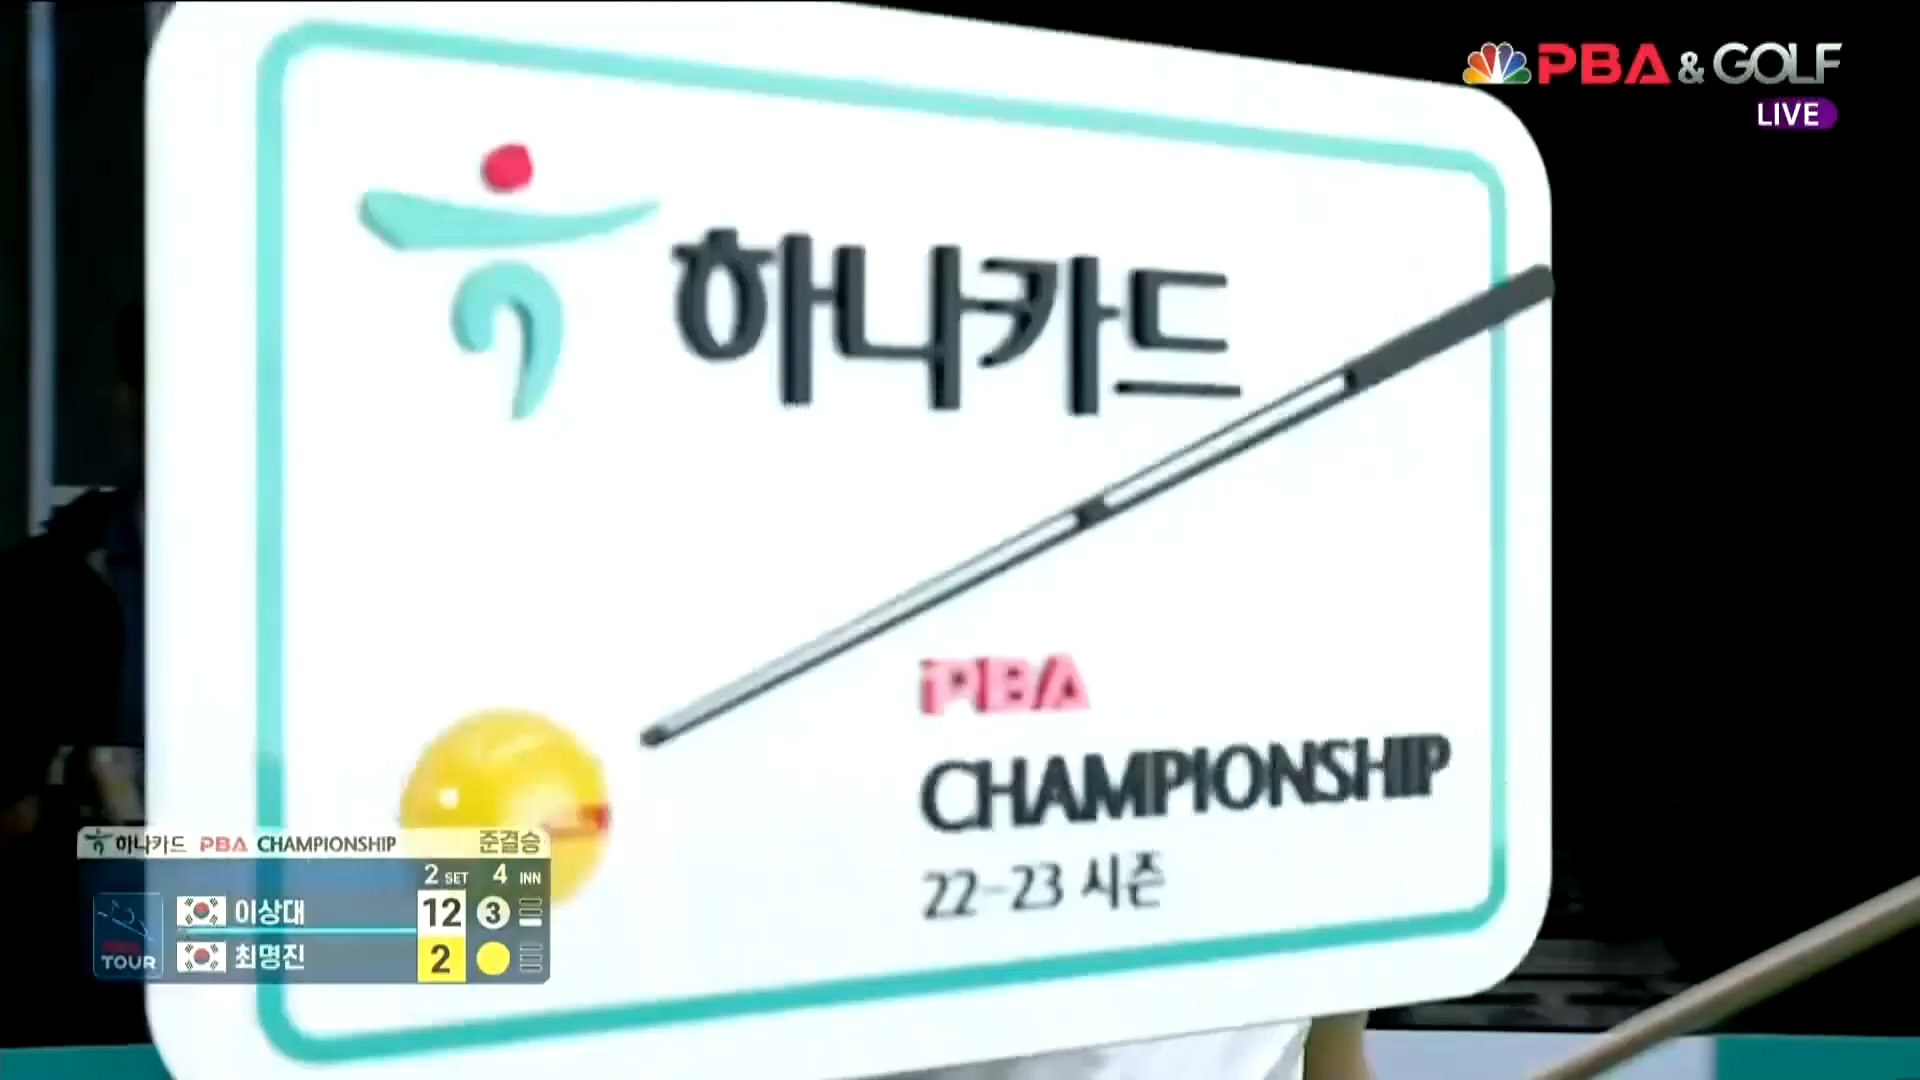 PBA & GOLF
LIVE
하나카드
PBA
CHAMPIONSHIP
22-23 시즌
하나카드 PBA CHAMPIONSHIP 준결승
2 SET 4 INN
이상대 12 3
최명진 2
TOUR